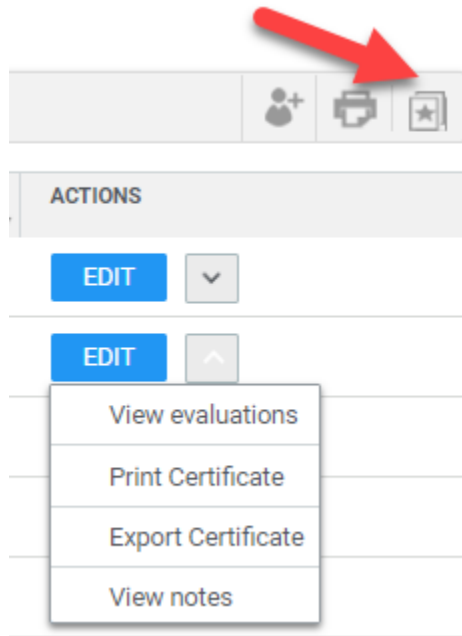 ACTIONS
EDIT
EDIT
View evaluations
Print Certificate
Export Certificate
View notes